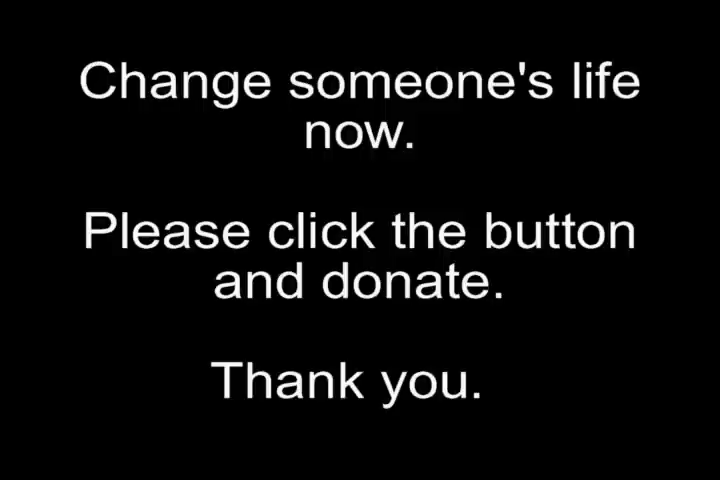 Change someone's life
now.
Please click the button
and donate.
Thank you.